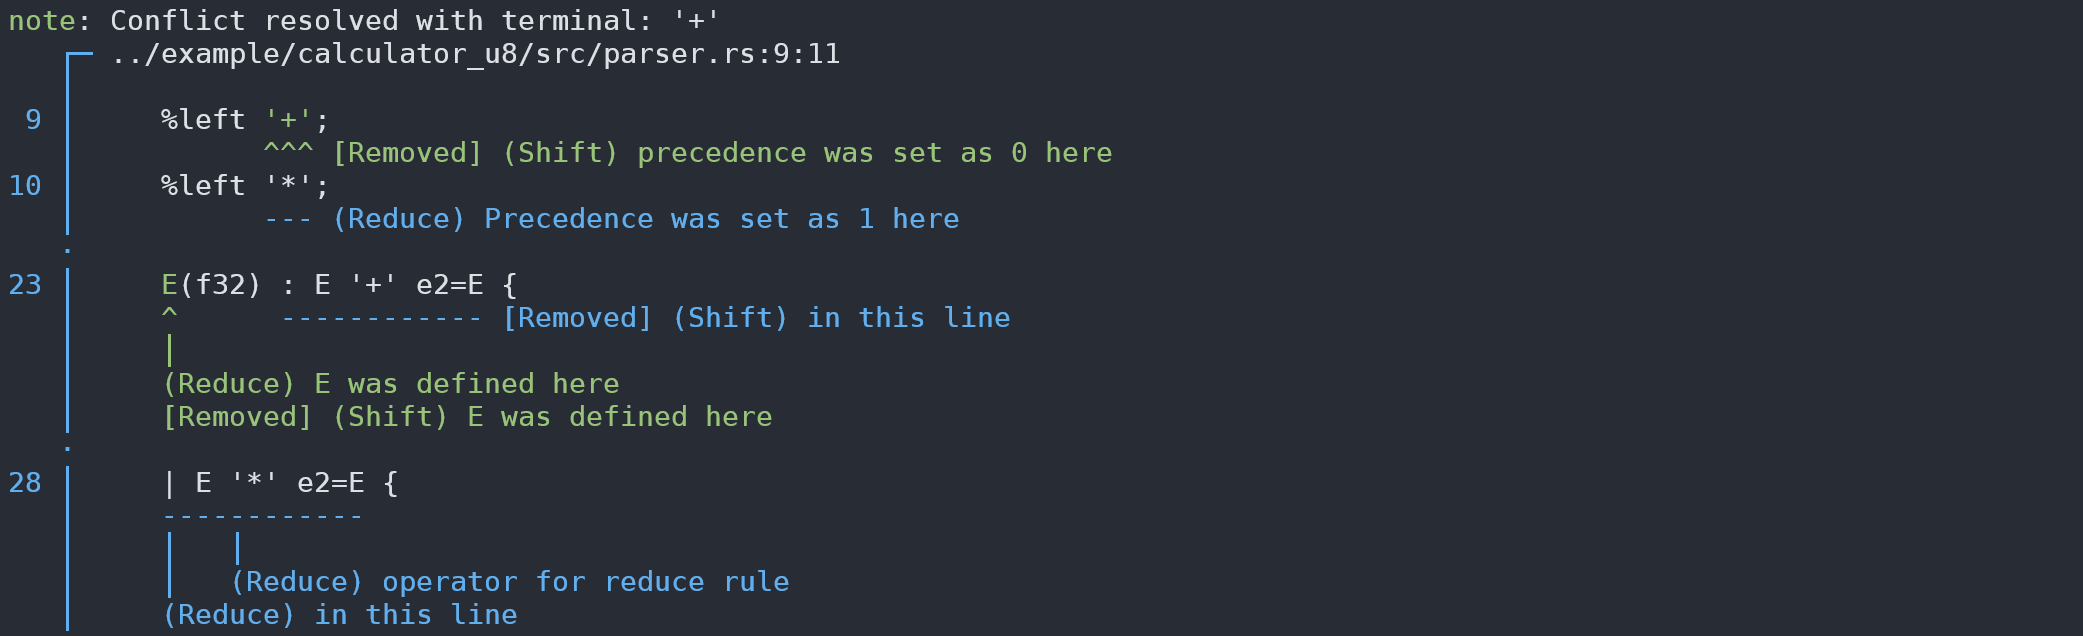 note: Conflict resolved with terminal: '+'
../example/calculator_u8/src/parser.rs:9:11
9 %left '+';
^^^ [Removed] (Shift) precedence was set as 0 here
10 %left '*';
--- (Reduce) Precedence was set as 1 here
·
23 E(f32) : E '+' e2=E {
^ ------------ [Removed] (Shift) in this line
│
(Reduce) E was defined here
[Removed] (Shift) E was defined here
·
28 | E '*' e2=E {
------------
│ │
│ (Reduce) operator for reduce rule
(Reduce) in this line